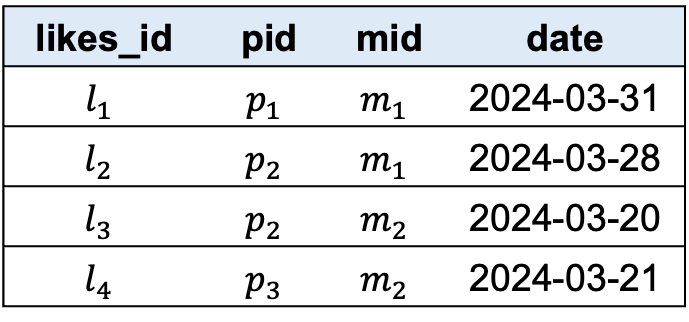 likes_id pid mid date
l₁ p₁ m₁ 2024-03-31
l₂ p₂ m₁ 2024-03-28
l₃ p₂ m₂ 2024-03-20
l₄ p₃ m₂ 2024-03-21